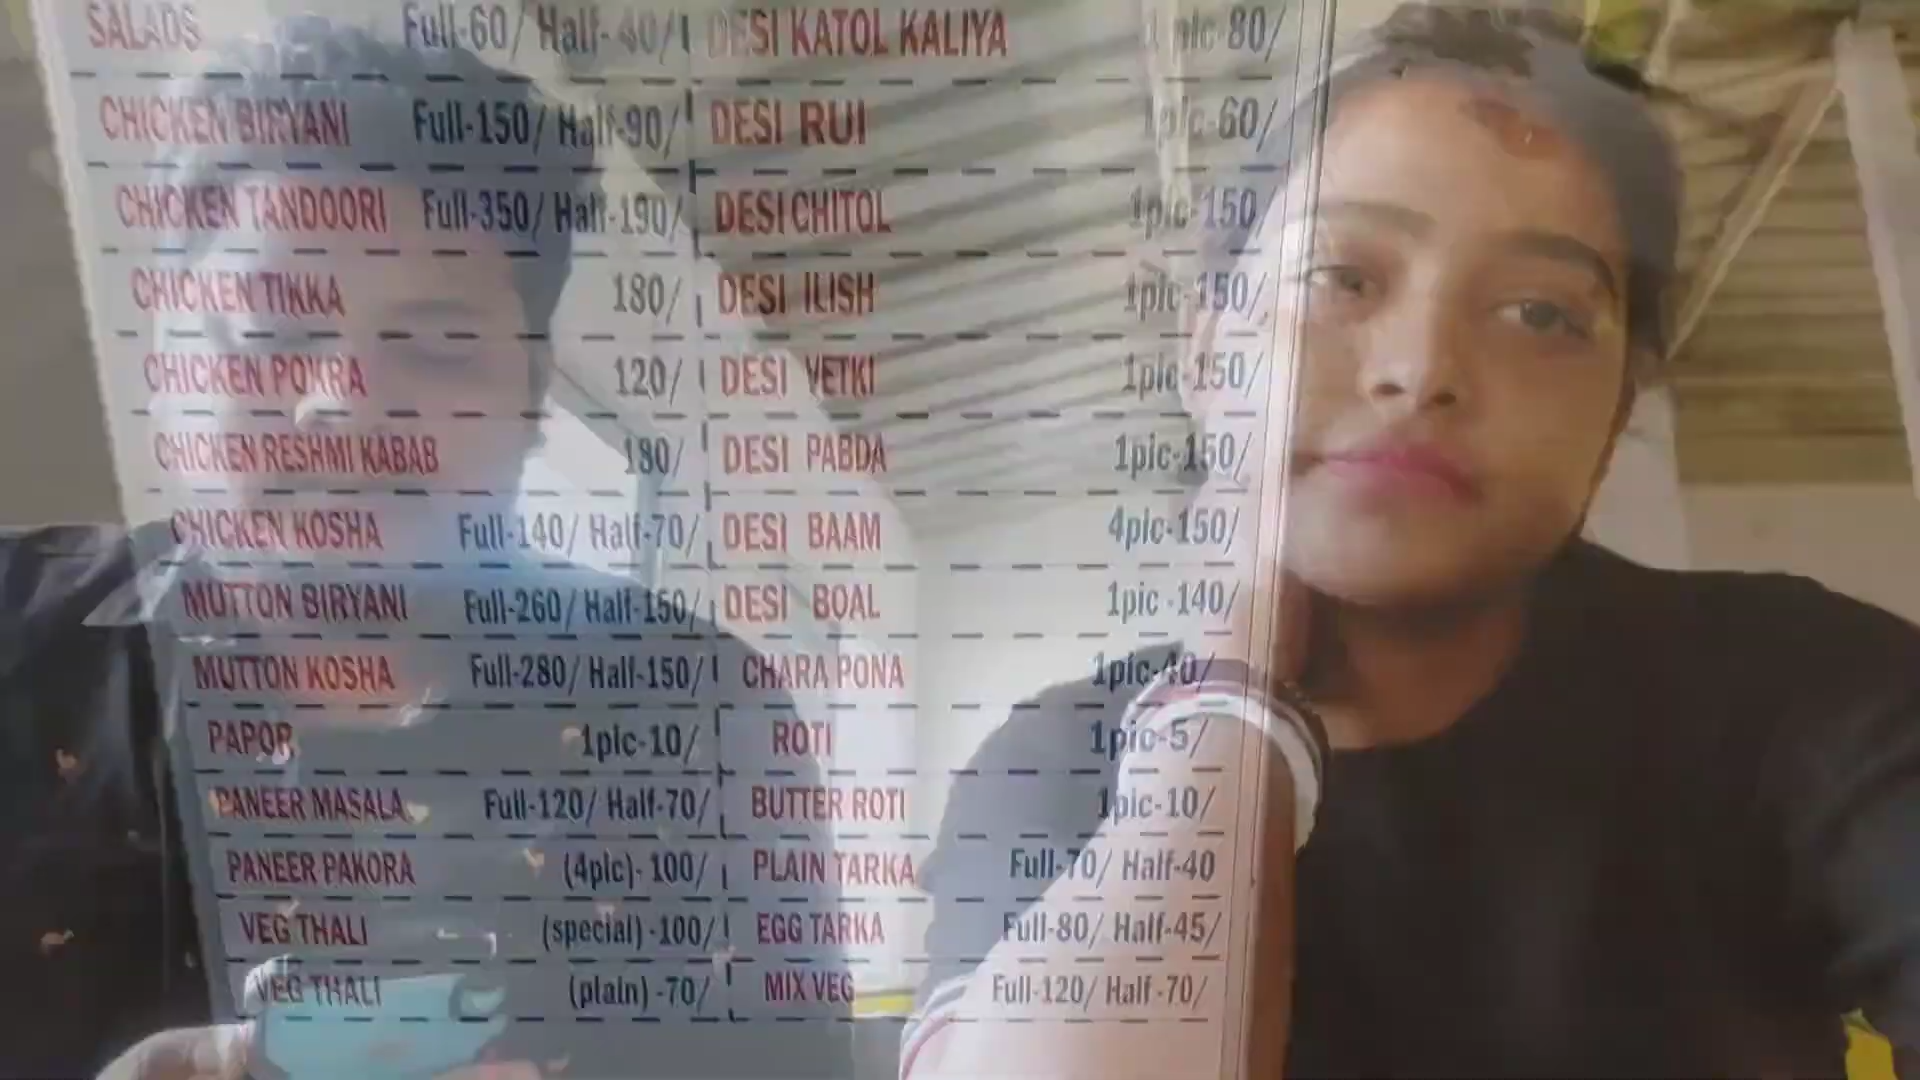 SALADS Full-60/ Half-40/ DESI KATOL KALIYA 1pic-80/
CHICKEN BIRYANI Full-150/ Half-90/ DESI RUI 1pic-60/
CHICKEN TANDOORI Full-350/ Half-190/ DESI CHITOL 1pic-150/
CHICKEN TIKKA 180/ DESI ILISH 1pic-150/
CHICKEN POKRA 120/ DESI VETKI 1pic-150/
CHICKEN RESHMI KABAB 180/ DESI PABDA 1pic-150/
CHICKEN KOSHA Full-140/ Half-70/ DESI BAAM 4pic-150/
MUTTON BIRYANI Full-260/ Half-150/ DESI BOAL 1pic-140/
MUTTON KOSHA Full-280/ Half-150/ CHARA PONA 1pic-40/
PAPOR 1pic-10/ ROTI 1pic-5/
PANEER MASALA Full-120/ Half-70/ BUTTER ROTI 1pic-10/
PANEER PAKORA (4pic)-100/ PLAIN TARKA Full-70/ Half-40
VEG THALI (special)-100/ EGG TARKA Full-80/ Half-45/
VEG THALI (plain)-70/ MIX VEG Full-120/ Half-70/